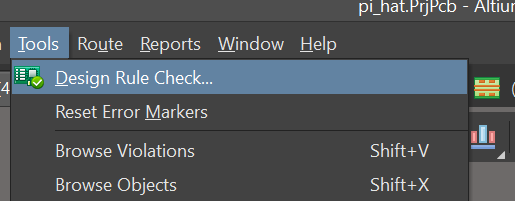 pi_hat.PrjPcb - Altiu
Tools Route Reports Window Help
Design Rule Check...
Reset Error Markers
Browse Violations Shift+V
Browse Objects Shift+X